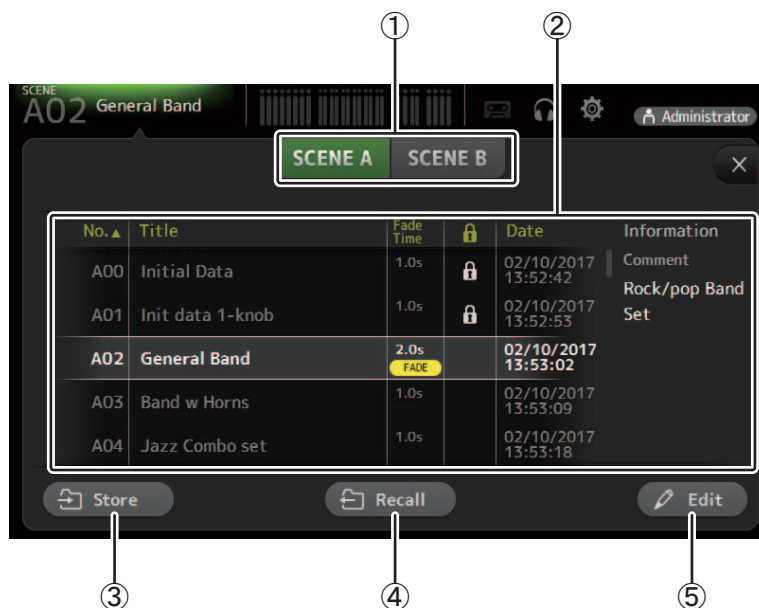 ① ②
SCENE
A02 General Band
Administrator
SCENE A SCENE B
No.▲ Title Fade Time Date Information
A00 Initial Data 1.0s 02/10/2017 13:52:42 Comment
A01 Init data 1-knob 1.0s 02/10/2017 13:52:53 Rock/pop Band Set
A02 General Band 2.0s FADE 02/10/2017 13:53:02
A03 Band w Horns 1.0s 02/10/2017 13:53:09
A04 Jazz Combo set 1.0s 02/10/2017 13:53:18
Store Recall Edit
③ ④ ⑤